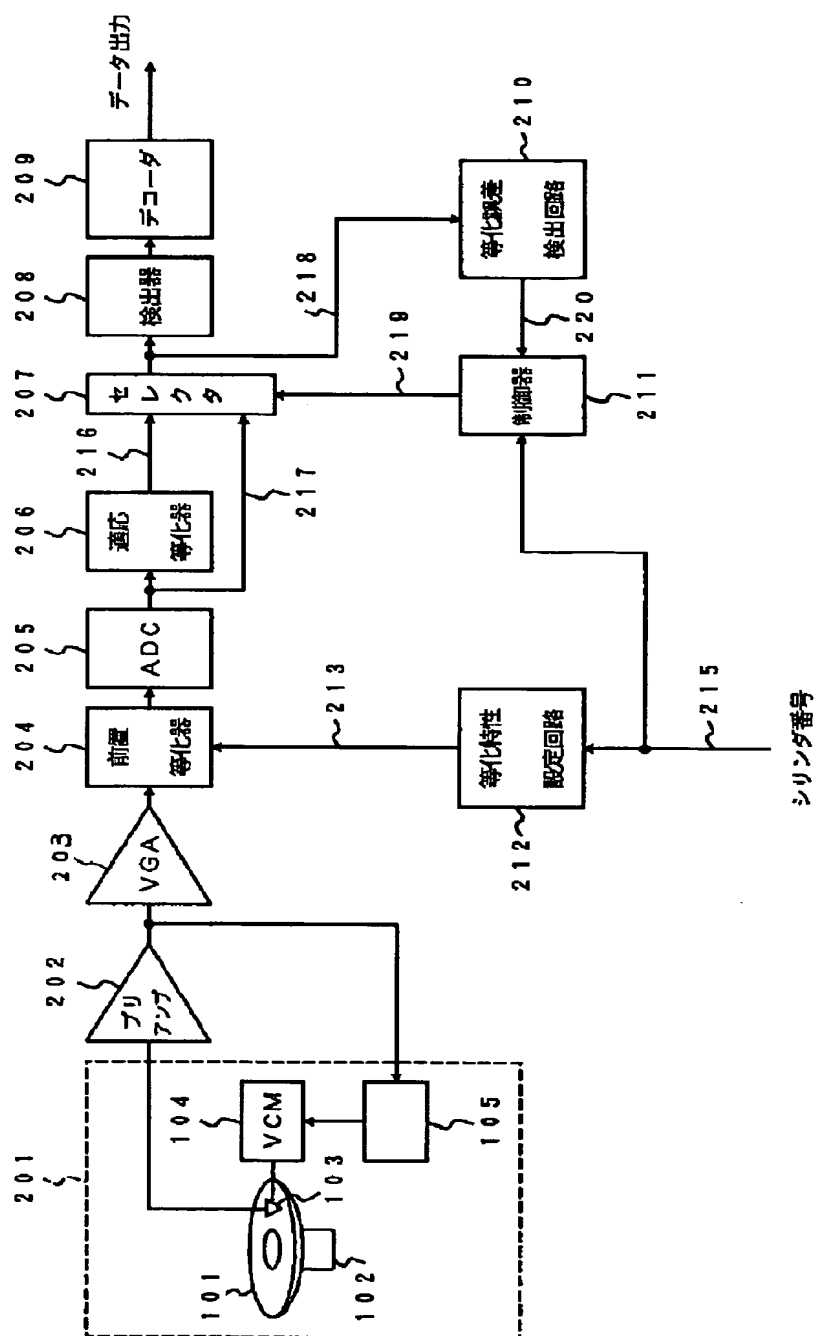 201
101
102
103
104
VCM
105
202
プリ
アンプ
203
VGA
204
前置
等化器
205
ADC
206
適応
等化器
216
217
207
セレクタ
208
検出器
209
デコーダ
データ出力
218
219
210
等化誤差
検出回路
220
211
制御器
213
212
等化特性
設定回路
215
シリンダ番号